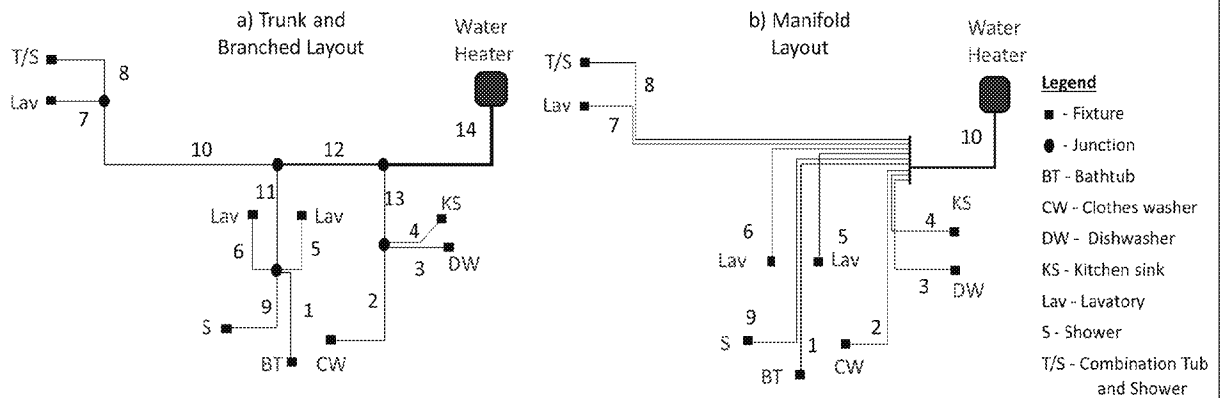 a) Trunk and
Branched Layout
Water
Heater
T/S
8
Lav
7
14
10
12
11
13
Lav
Lav
KS
6
5
4
3
DW
9
1
2
S
BT
CW
b) Manifold
Layout
Water
Heater
T/S
8
Lav
7
10
KS
4
6
5
Lav
Lav
3
DW
9
S
1
2
BT
CW
Legend
- Fixture
- Junction
BT - Bathtub
CW - Clothes washer
DW - Dishwasher
KS - Kitchen sink
Lav - Lavatory
S - Shower
T/S - Combination Tub
and Shower